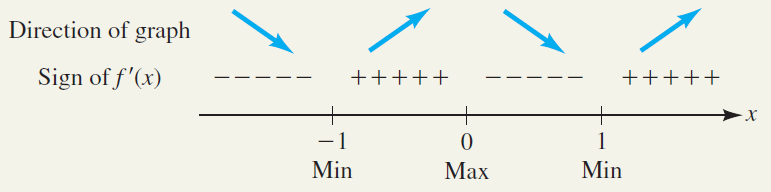 Direction of graph
Sign of f'(x) ----- +++++ ----- +++++
x
−1 0 1
Min Max Min